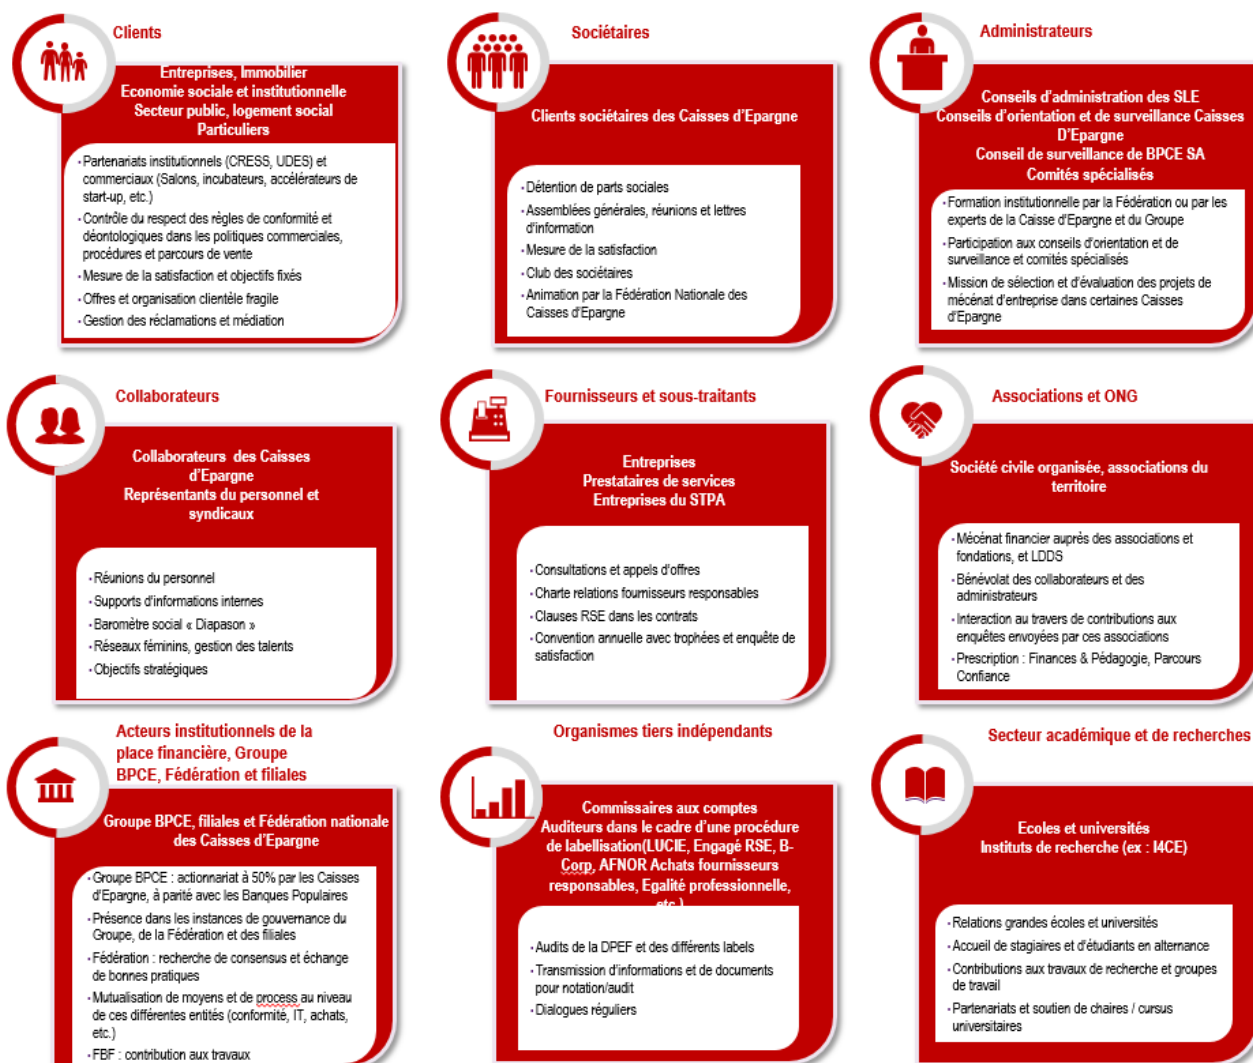 Clients
Entreprises, Immobilier
Economie sociale et institutionnelle
Secteur public, logement social
Particuliers
· Partenariats institutionnels (CRESS, UDES) et
commerciaux (Salons, incubateurs, accélérateurs de
start-up, etc.)
· Contrôle du respect des règles de conformité et
déontologiques dans les politiques commerciales,
procédures et parcours de vente
· Mesure de la satisfaction et objectifs fixés
· Offres et organisation clientèle fragile
· Gestion des réclamations et médiation
Sociétaires
Clients sociétaires des Caisses d'Epargne
· Détention de parts sociales
· Assemblées générales, réunions et lettres
d'information
· Mesure de la satisfaction
· Club des sociétaires
· Animation par la Fédération Nationale des
Caisses d'Epargne
Administrateurs
Conseils d'administration des SLE
Conseils d'orientation et de surveillance Caisses
D'Epargne
Conseil de surveillance de BPCE SA
Comités spécialisés
· Formation institutionnelle par la Fédération ou par les
experts de la Caisse d'Epargne et du Groupe
· Participation aux conseils d'orientation et de
surveillance et comités spécialisés
· Mission de sélection et d'évaluation des projets de
mécénat d'entreprise dans certaines Caisses
d'Epargne
Collaborateurs
Collaborateurs des Caisses
d'Epargne
Représentants du personnel et
syndicaux
· Réunions du personnel
· Supports d'informations internes
· Baromètre social « Diapason »
· Réseaux féminins, gestion des talents
· Objectifs stratégiques
Fournisseurs et sous-traitants
Entreprises
Prestataires de services
Entreprises du STPA
· Consultations et appels d'offres
· Charte relations fournisseurs responsables
· Clauses RSE dans les contrats
· Convention annuelle avec trophées et enquête de
satisfaction
Associations et ONG
Société civile organisée, associations du
territoire
· Mécénat financier auprès des associations et
fondations, et LDDS
· Bénévolat des collaborateurs et des
administrateurs
· Interaction au travers de contributions aux
enquêtes envoyées par ces associations
· Prescription : Finances & Pédagogie, Parcours
Confiance
Acteurs institutionnels de la
place financière, Groupe
BPCE, Fédération et filiales
Groupe BPCE, filiales et Fédération nationale
des Caisses d'Epargne
· Groupe BPCE : actionnariat à 50% par les Caisses
d'Epargne, à parité avec les Banques Populaires
· Présence dans les instances de gouvernance du
Groupe, de la Fédération et des filiales
· Fédération : recherche de consensus et échange
de bonnes pratiques
· Mutualisation de moyens et de process au niveau
de ces différentes entités (conformité, IT, achats,
etc.)
· FBF : contribution aux travaux
Organismes tiers indépendants
Commissaires aux comptes
Auditeurs dans le cadre d'une procédure
de labellisation(LUCIE, Engagé RSE, B-
Corp, AFNOR Achats fournisseurs
responsables, Egalité professionnelle,
etc.)
· Audits de la DPEF et des différents labels
· Transmission d'informations et de documents
pour notation/audit
· Dialogues réguliers
Secteur académique et de recherches
Ecoles et universités
Instituts de recherche (ex : I4CE)
· Relations grandes écoles et universités
· Accueil de stagiaires et d'étudiants en alternance
· Contributions aux travaux de recherche et groupes
de travail
· Partenariats et soutien de chaires / cursus
universitaires